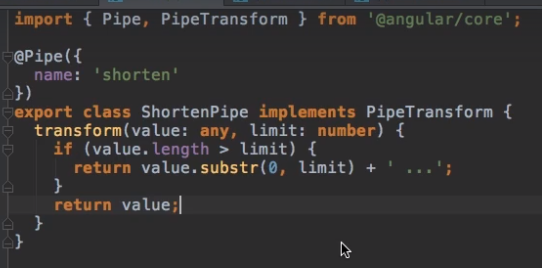 import { Pipe, PipeTransform } from '@angular/core';
@Pipe({
name: 'shorten'
})
export class ShortenPipe implements PipeTransform {
transform(value: any, limit: number) {
if (value.length > limit) {
return value.substr(0, limit) + ' ...';
}
return value;
}
}